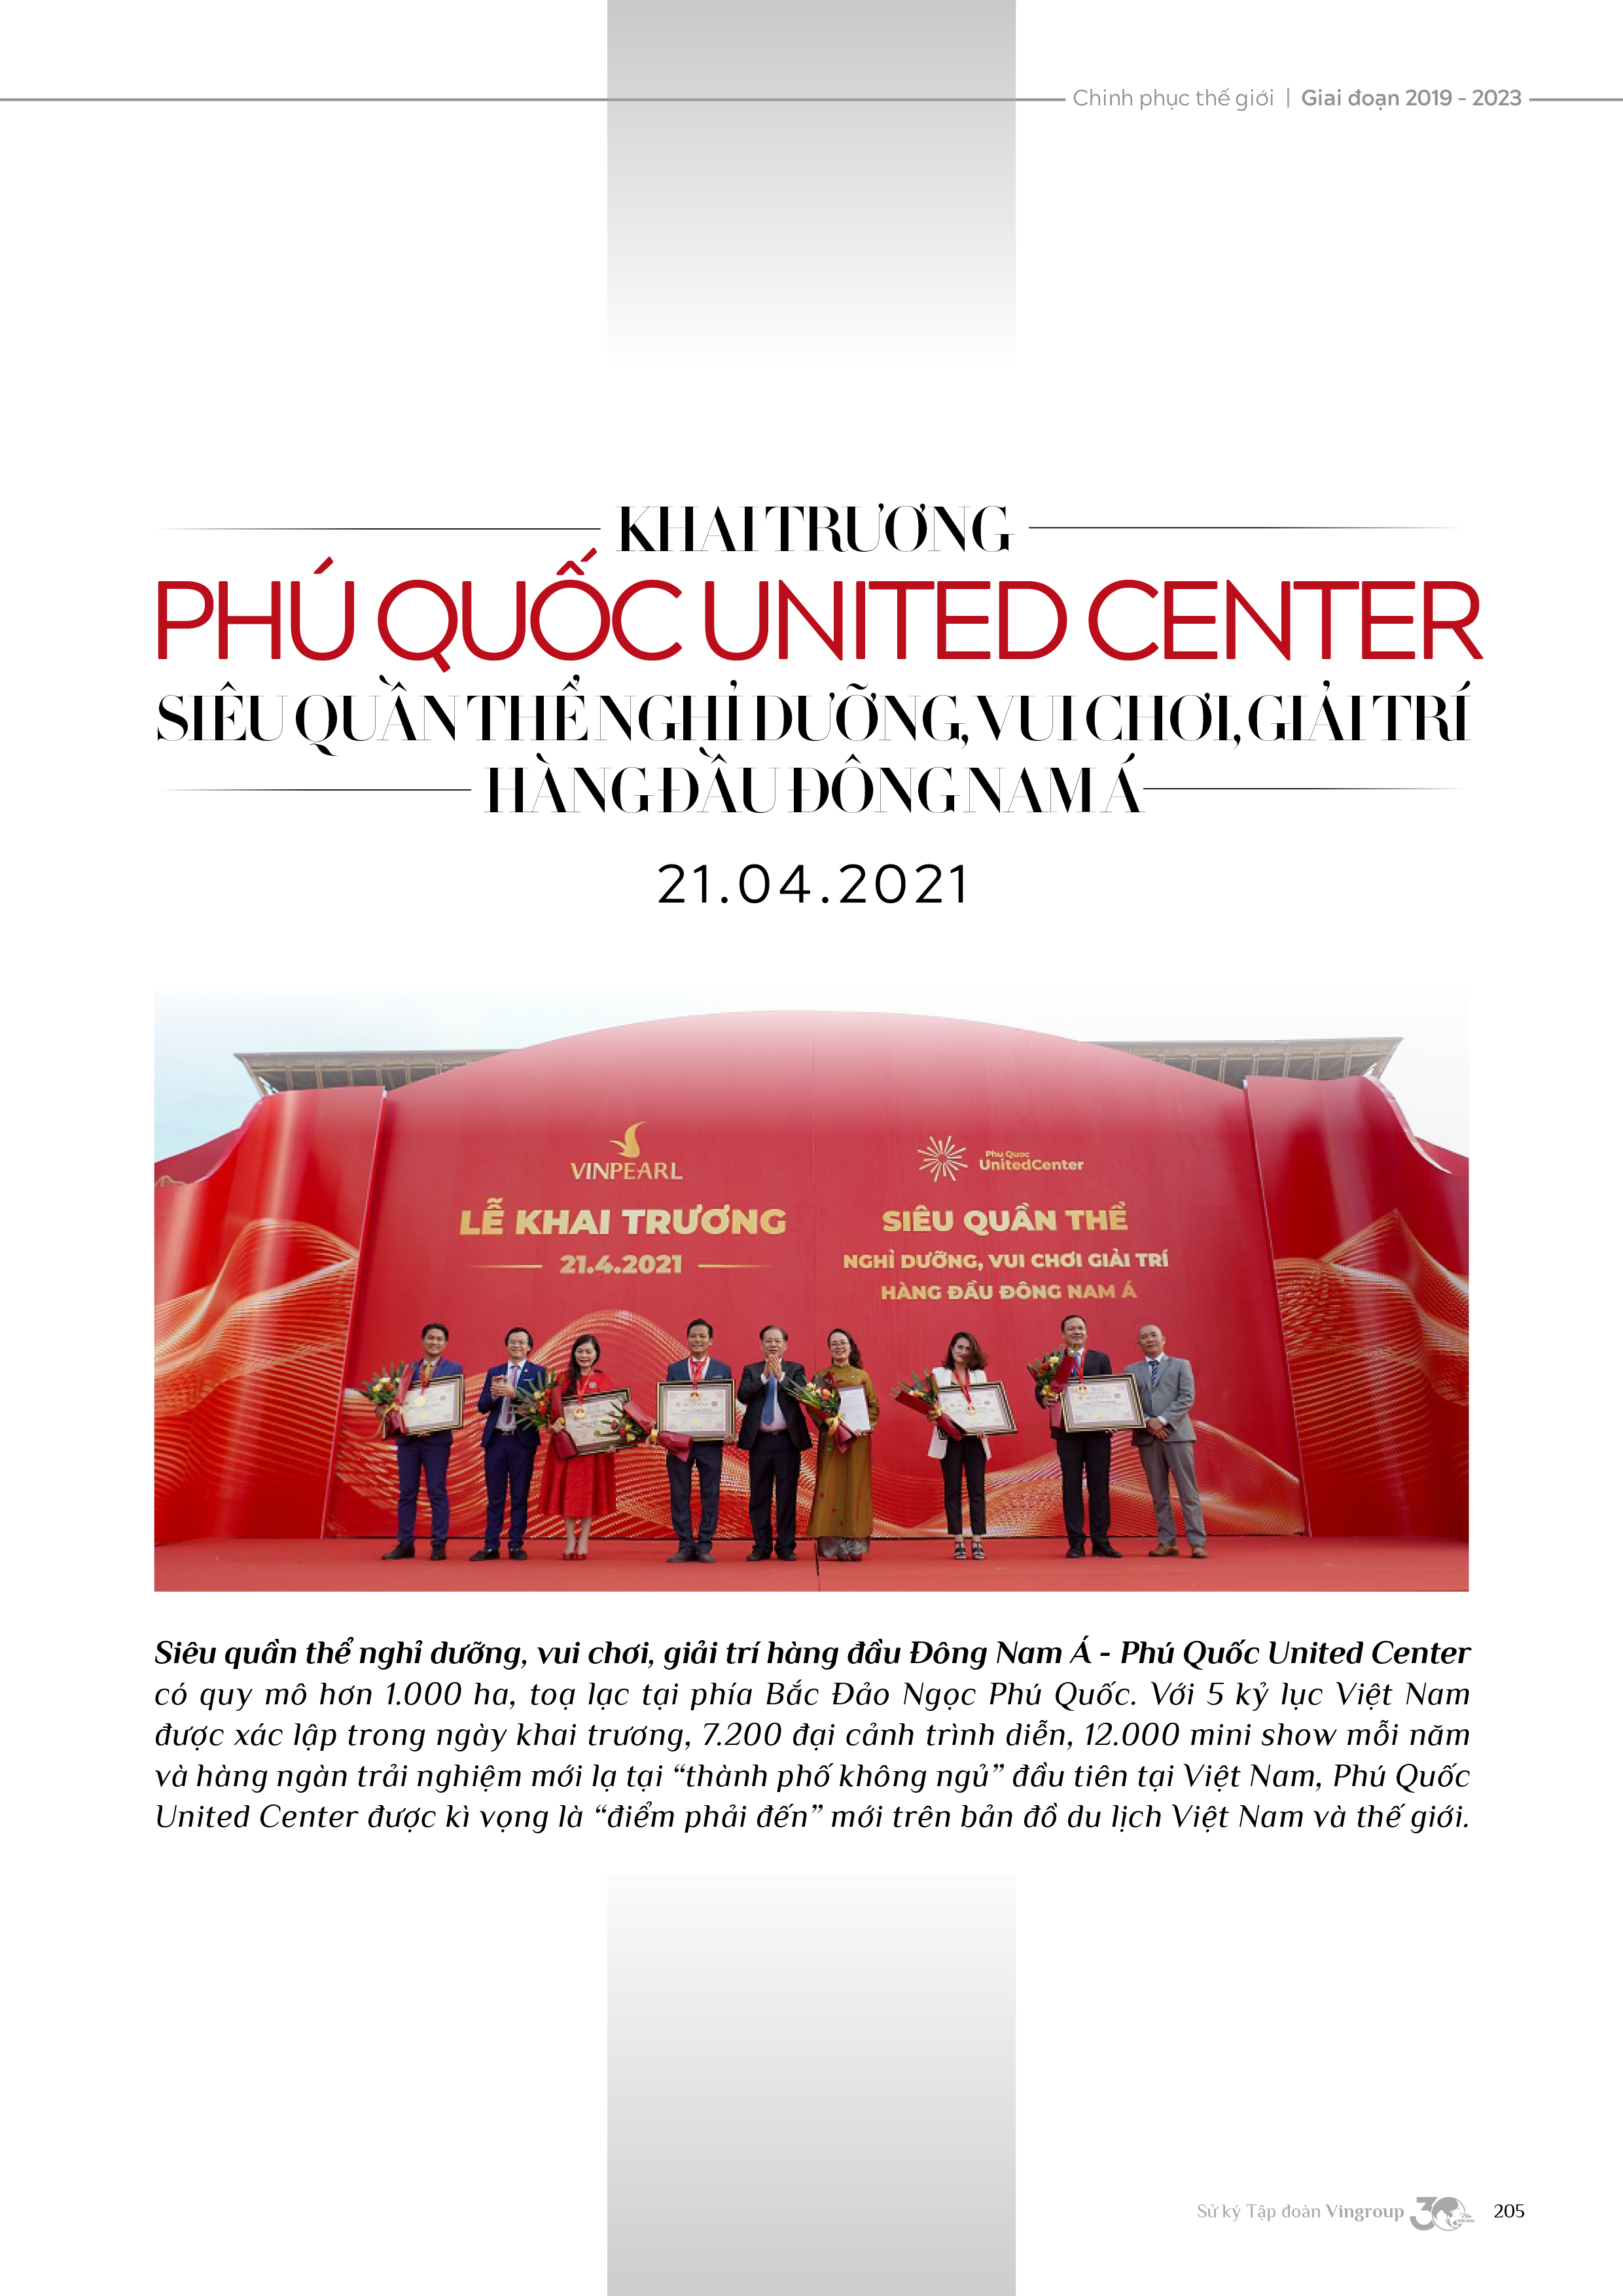 Chinh phục thế giới | Giai đoạn 2019 - 2023
KHAI TRƯƠNG
PHÚ QUỐC UNITED CENTER
SIÊU QUẦN THỂ NGHỈ DƯỠNG, VUI CHƠI, GIẢI TRÍ
HÀNG ĐẦU ĐÔNG NAM Á
21.04.2021
VINPEARL
LỄ KHAI TRƯƠNG
21.4.2021
Phu Quoc
UnitedCenter
SIÊU QUẦN THỂ
NGHỈ DƯỠNG, VUI CHƠI GIẢI TRÍ
HÀNG ĐẦU ĐÔNG NAM Á
Siêu quần thể nghỉ dưỡng, vui chơi, giải trí hàng đầu Đông Nam Á - Phú Quốc United Center
có quy mô hơn 1.000 ha, toạ lạc tại phía Bắc Đảo Ngọc Phú Quốc. Với 5 kỷ lục Việt Nam
được xác lập trong ngày khai trương, 7.200 đại cảnh trình diễn, 12.000 mini show mỗi năm
và hàng ngàn trải nghiệm mới lạ tại “thành phố không ngủ” đầu tiên tại Việt Nam, Phú Quốc
United Center được kì vọng là “điểm phải đến” mới trên bản đồ du lịch Việt Nam và thế giới.
Sử ký Tập đoàn Vingroup 30 205